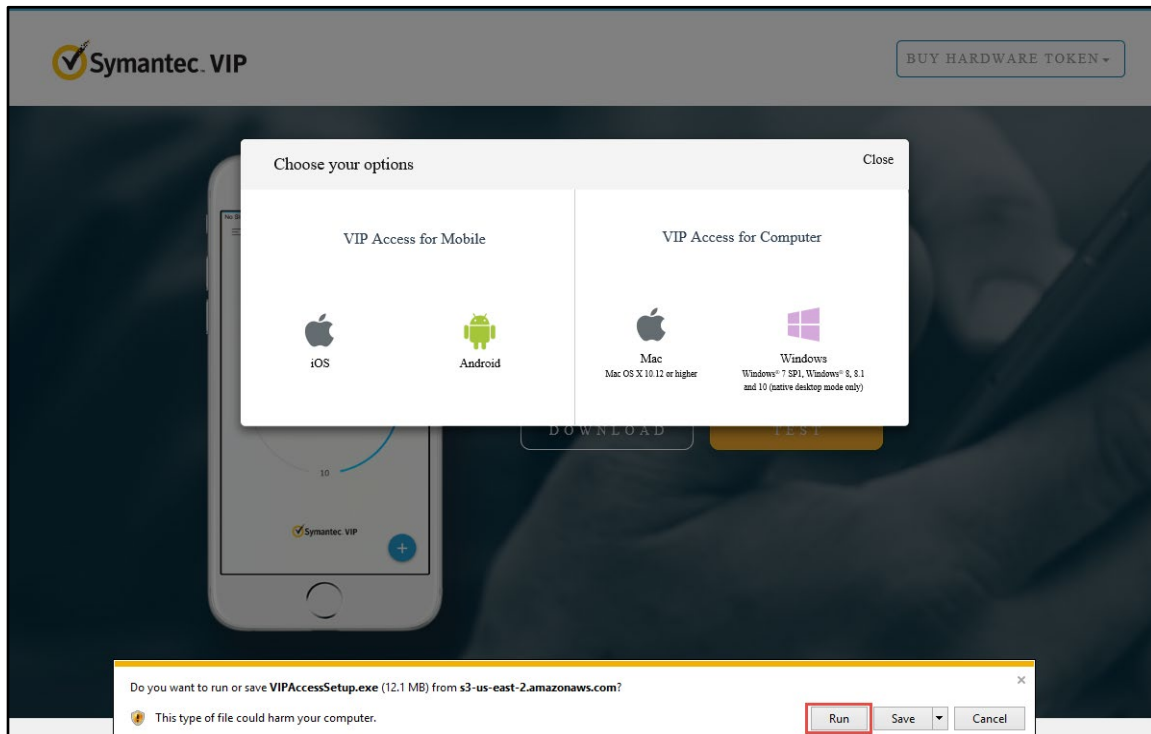 Symantec™ VIP
BUY HARDWARE TOKEN
Choose your options
Close
VIP Access for Mobile
VIP Access for Computer
iOS
Android
Mac
Mac OS X 10.12 or higher
Windows
Windows® 7 SP1, Windows® 8, 8.1
and 10 (native desktop mode only)
DOWNLOAD
TEST
10
Symantec VIP
+
Do you want to run or save VIPAccessSetup.exe (12.1 MB) from s3-us-east-2.amazonaws.com?
This type of file could harm your computer.
Run
Save
Cancel